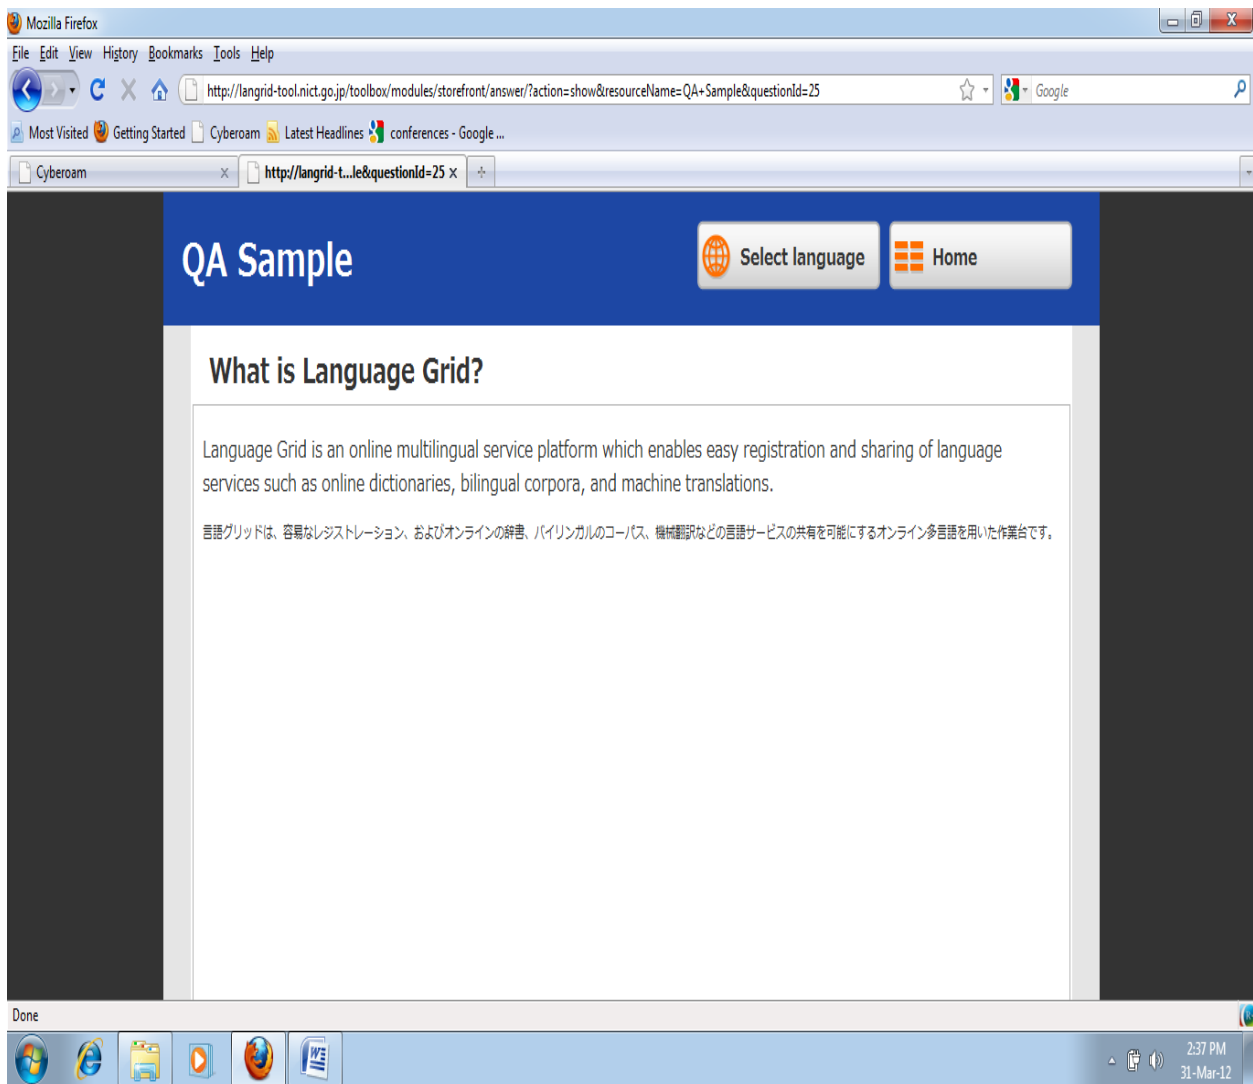 Mozilla Firefox
File Edit View History Bookmarks Tools Help
http://langrid-tool.nict.go.jp/toolbox/modules/storefront/answer/?action=show&resourceName=QA+Sample&questionId=25
Google
Most Visited Getting Started Cyberoam Latest Headlines conferences - Google ...
Cyberoam
http://langrid-t...le&questionId=25
QA Sample
Select language
Home
What is Language Grid?
Language Grid is an online multilingual service platform which enables easy registration and sharing of language
services such as online dictionaries, bilingual corpora, and machine translations.
言語グリッドは、容易なレジストレーション、およびオンラインの辞書、バイリンガルのコーパス、機械翻訳などの言語サービスの共有を可能にするオンライン多言語を用いた作業台です。
Done
2:37 PM
31-Mar-12